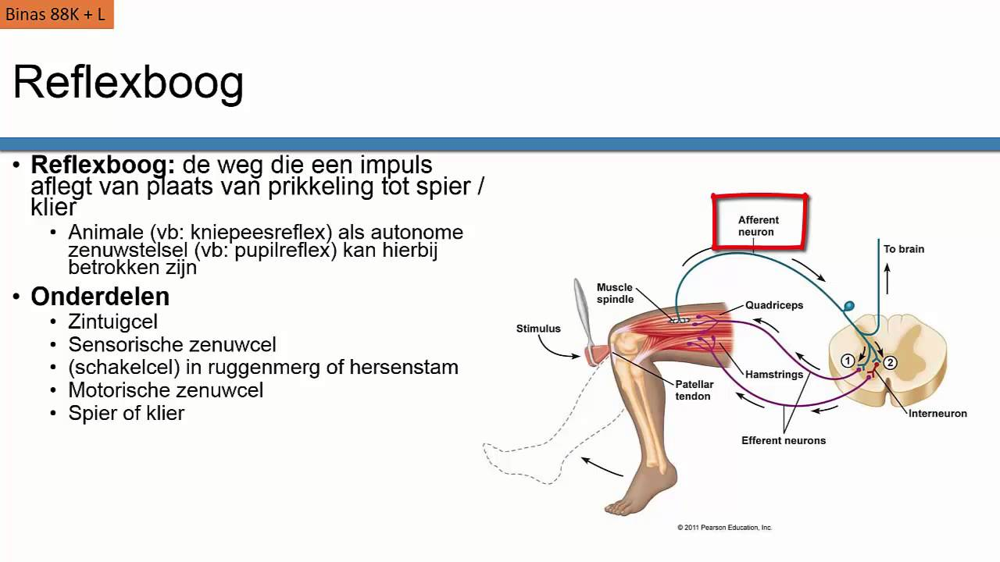 Binas 88K + L
Reflexboog
• Reflexboog: de weg die een impuls
aflegt van plaats van prikkeling tot spier /
klier
• Animale (vb: kniepeesreflex) als autonome
zenuwstelsel (vb: pupilreflex) kan hierbij
betrokken zijn
• Onderdelen
• Zintuigcel
• Sensorische zenuwcel
• (schakelcel) in ruggenmerg of hersenstam
• Motorische zenuwcel
• Spier of klier
Afferent
neuron
To brain
Muscle
spindle
Quadriceps
Stimulus
1
2
Hamstrings
Patellar
tendon
Interneuron
Efferent neurons
© 2011 Pearson Education, Inc.